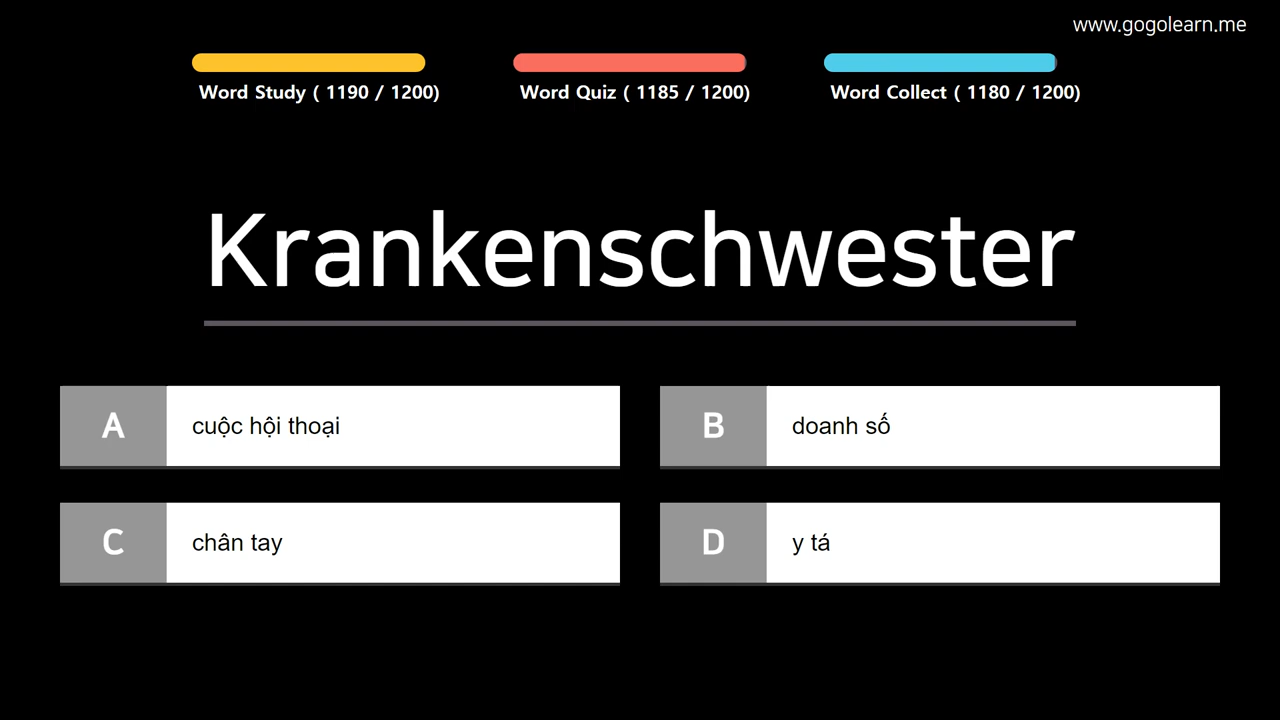 www.gogolearn.me
Word Study ( 1190 / 1200)
Word Quiz ( 1185 / 1200)
Word Collect ( 1180 / 1200)
Krankenschwester
A cuộc hội thoại
B doanh số
C chân tay
D y tá